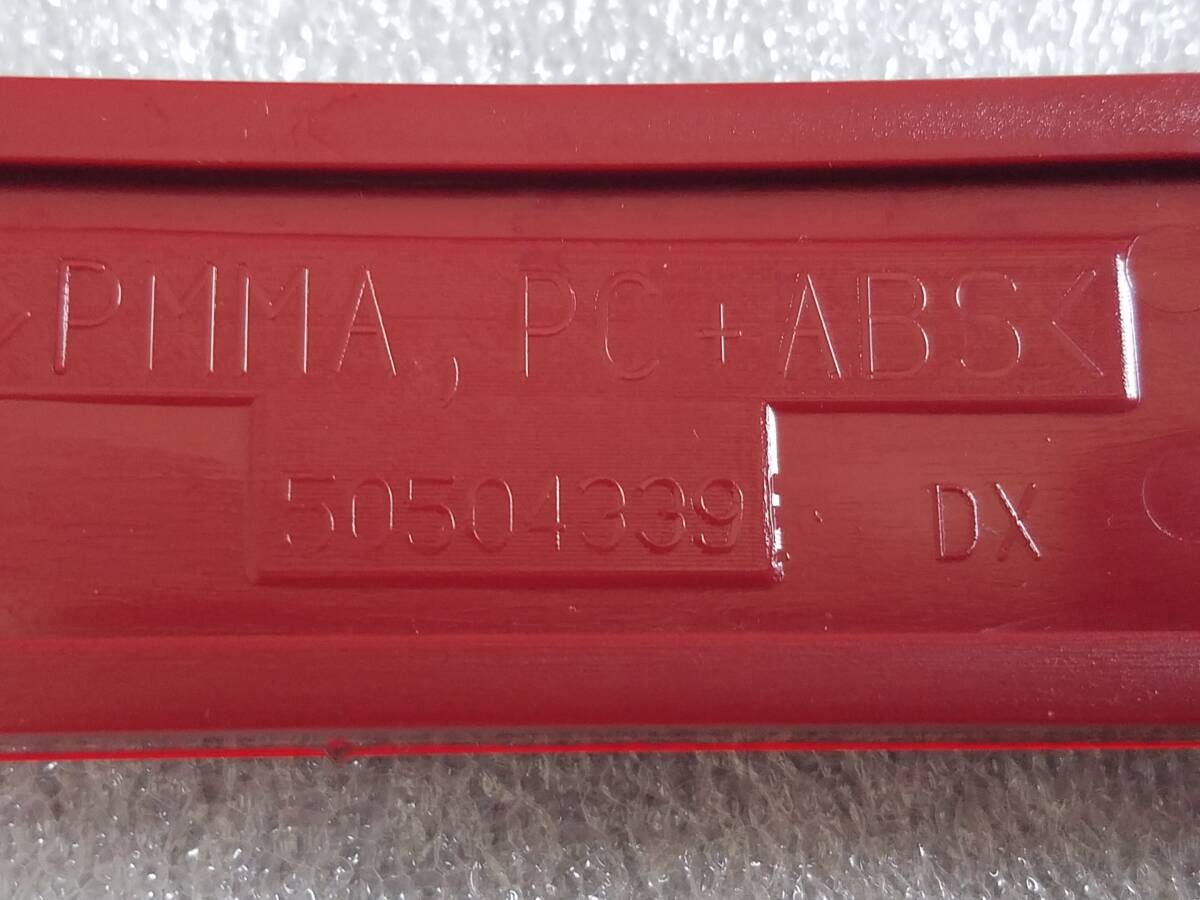 >PMMA, PC+ABS<
50504339 DX